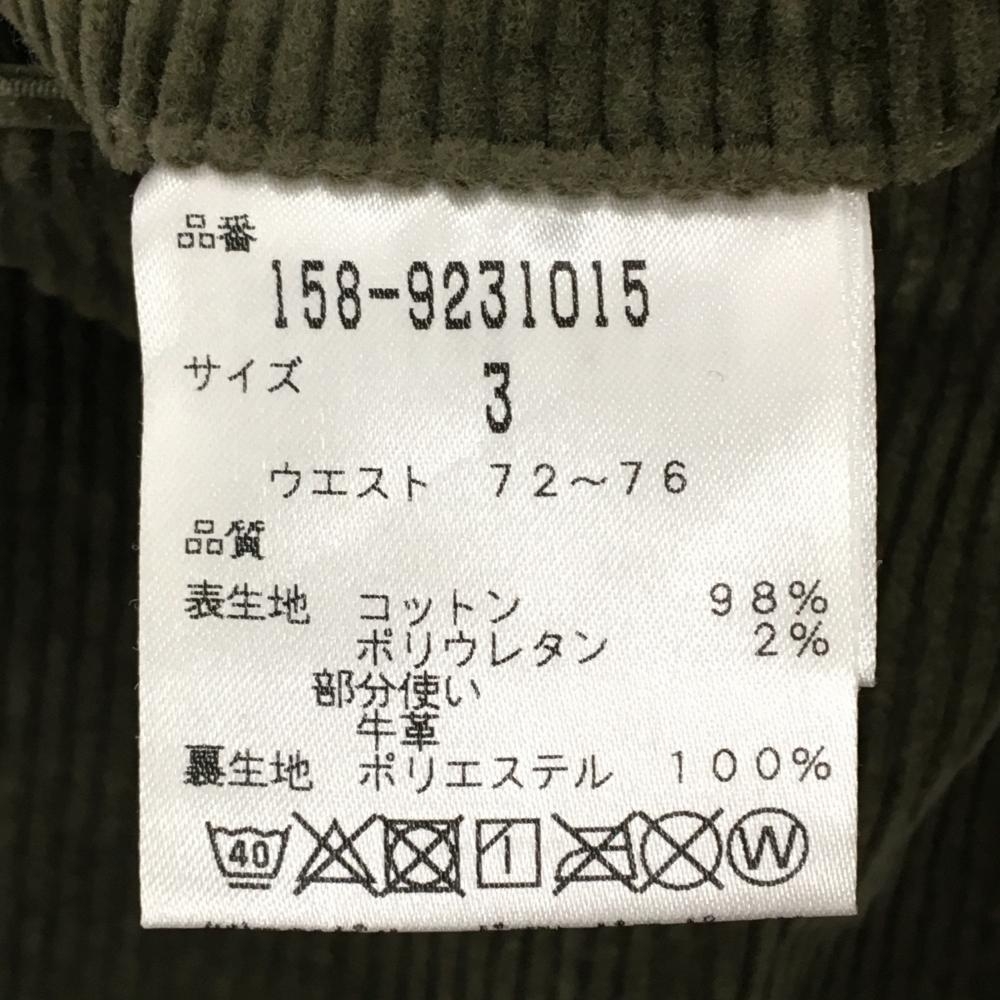 品番
158-9231015
サイズ 3
ウエスト 72～76
品質
表生地 コットン 98%
ポリウレタン 2%
部分使い
牛革
裏生地 ポリエステル 100%
40 W